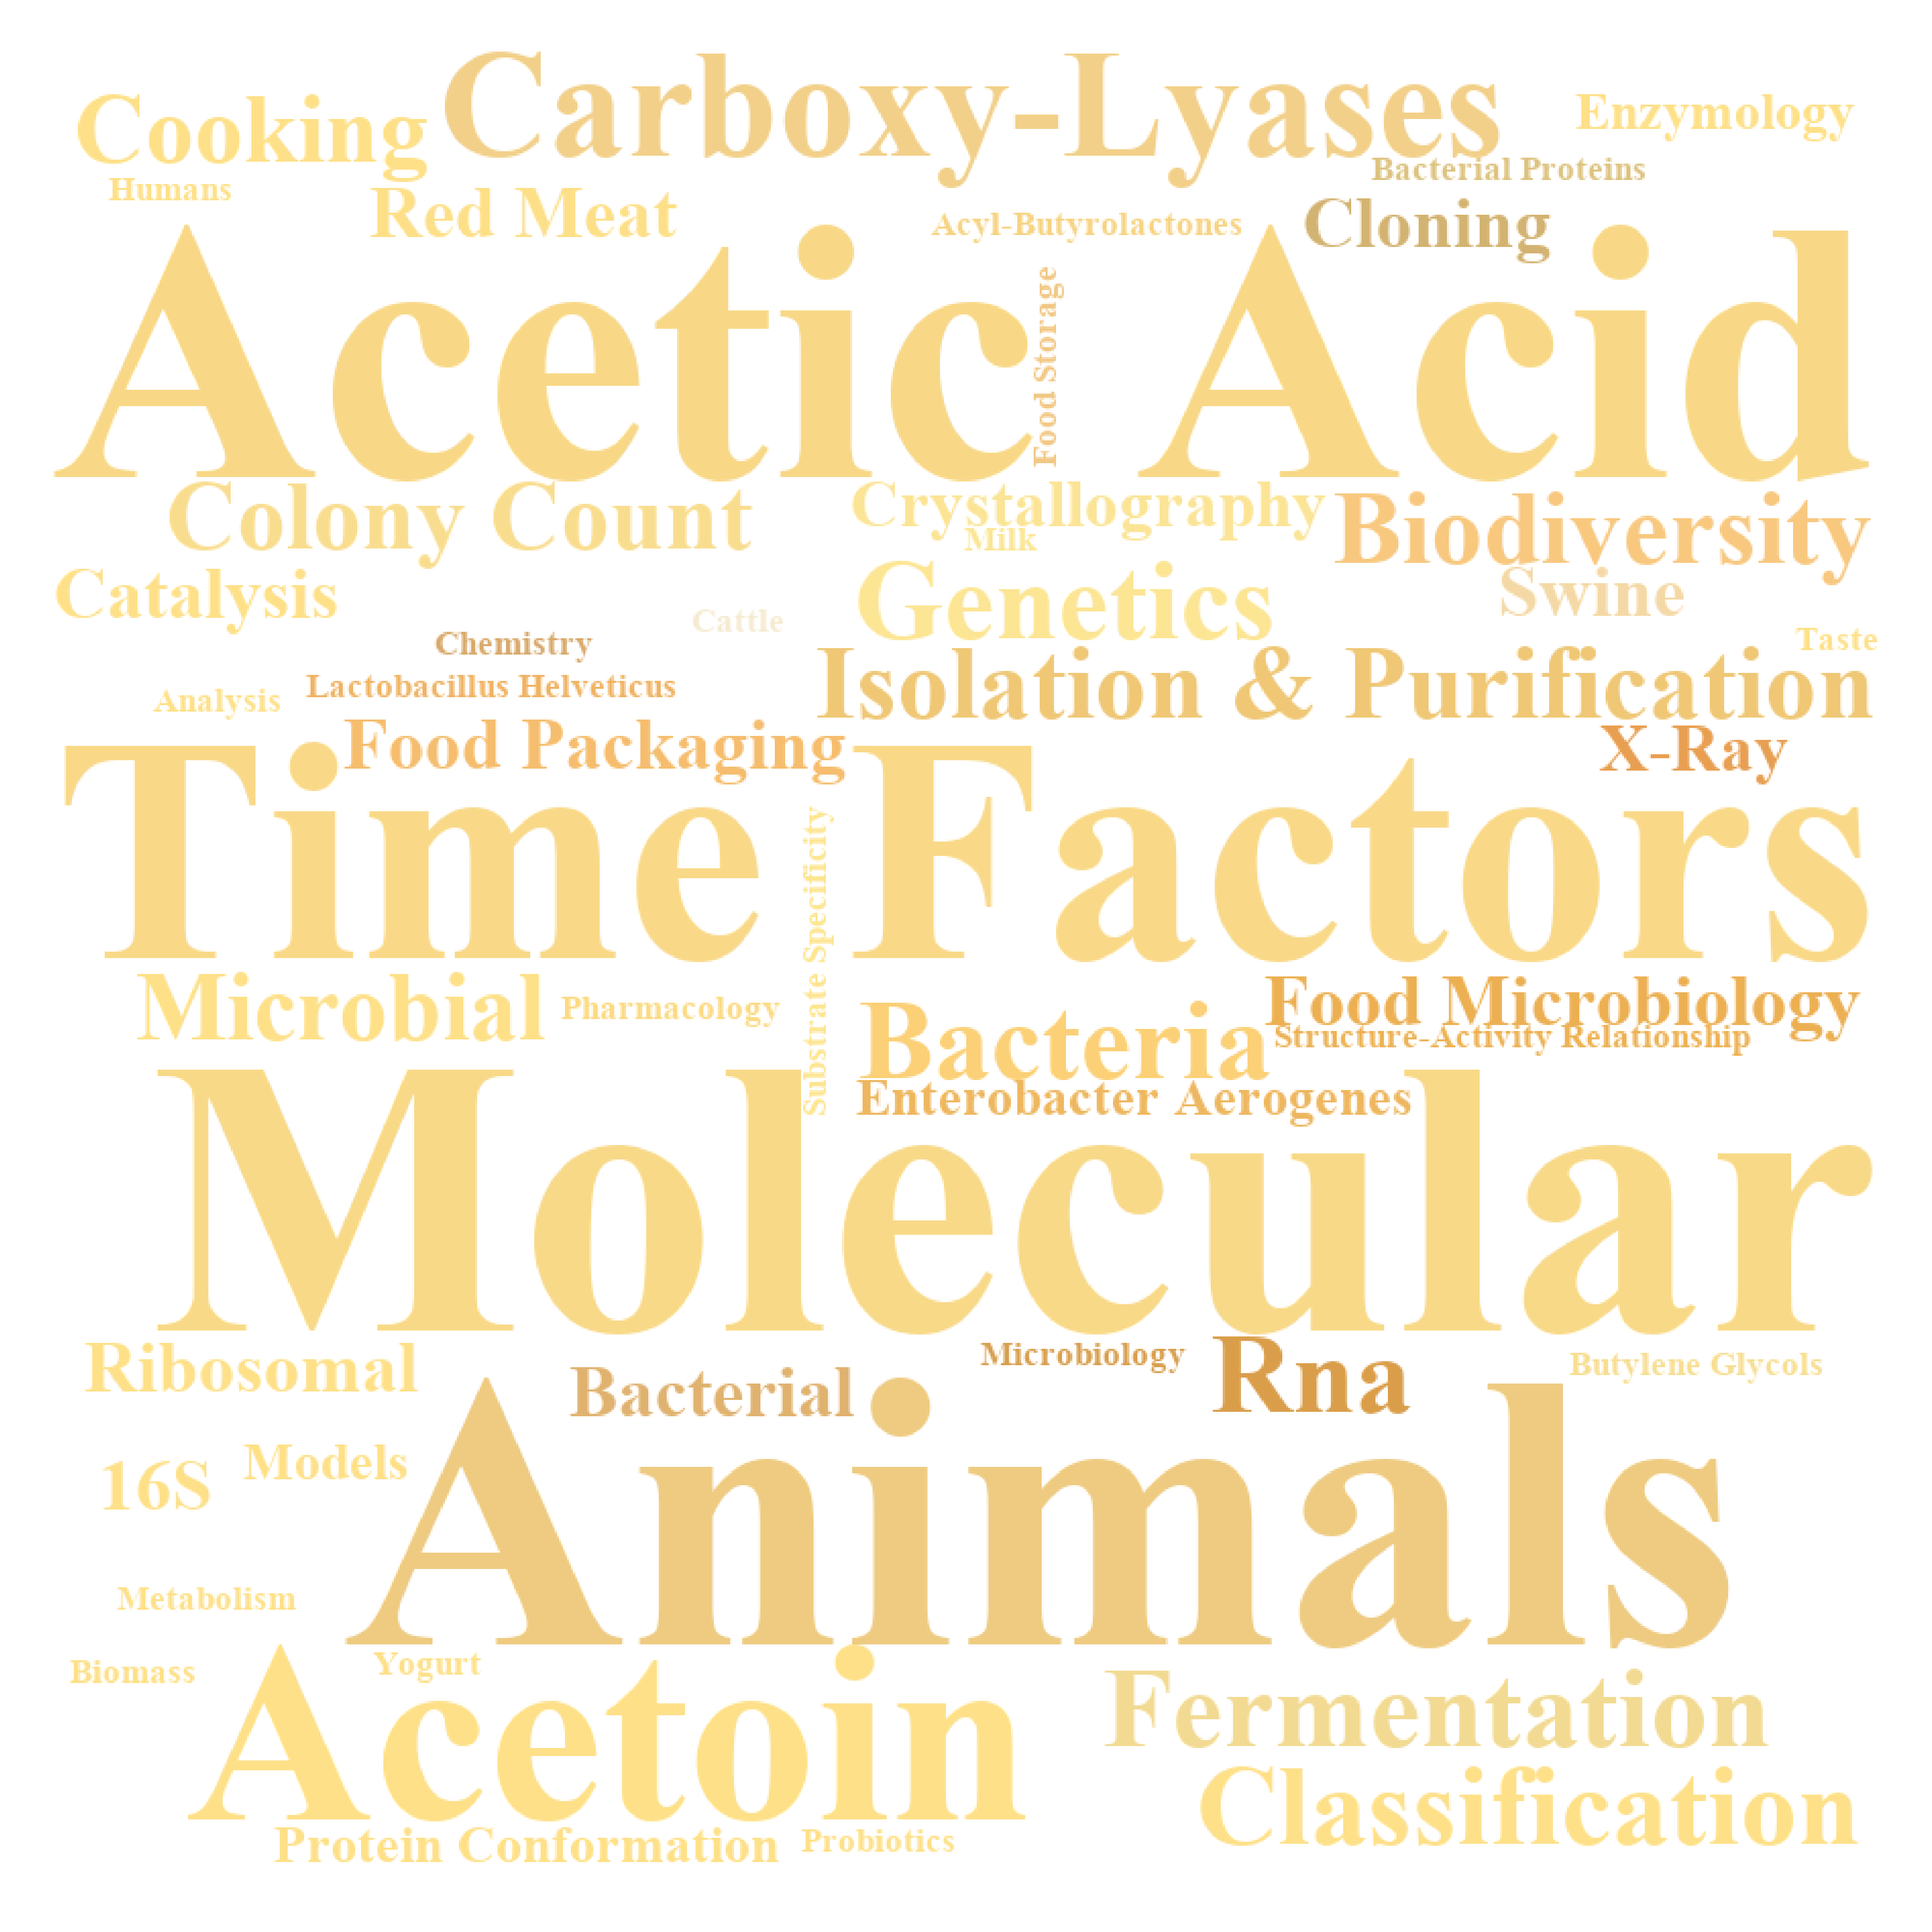 Carboxy-Lyases
Cooking
Enzymology
Bacterial Proteins
Humans
Red Meat
Acyl-Butyrolactones
Cloning
Acetic Acid
Food Storage
Colony Count
Crystallography
Biodiversity
Milk
Catalysis
Genetics
Swine
Cattle
Chemistry
Taste
Isolation & Purification
Lactobacillus Helveticus
Analysis
Food Packaging
X-Ray
Time Factors
Substrate Specificity
Microbial
Pharmacology
Food Microbiology
Bacteria
Structure-Activity Relationship
Enterobacter Aerogenes
Molecular
Ribosomal
Microbiology
Rna
Butylene Glycols
Bacterial
16S
Models
Animals
Metabolism
Biomass
Yogurt
Acetoin
Fermentation
Classification
Protein Conformation
Probiotics